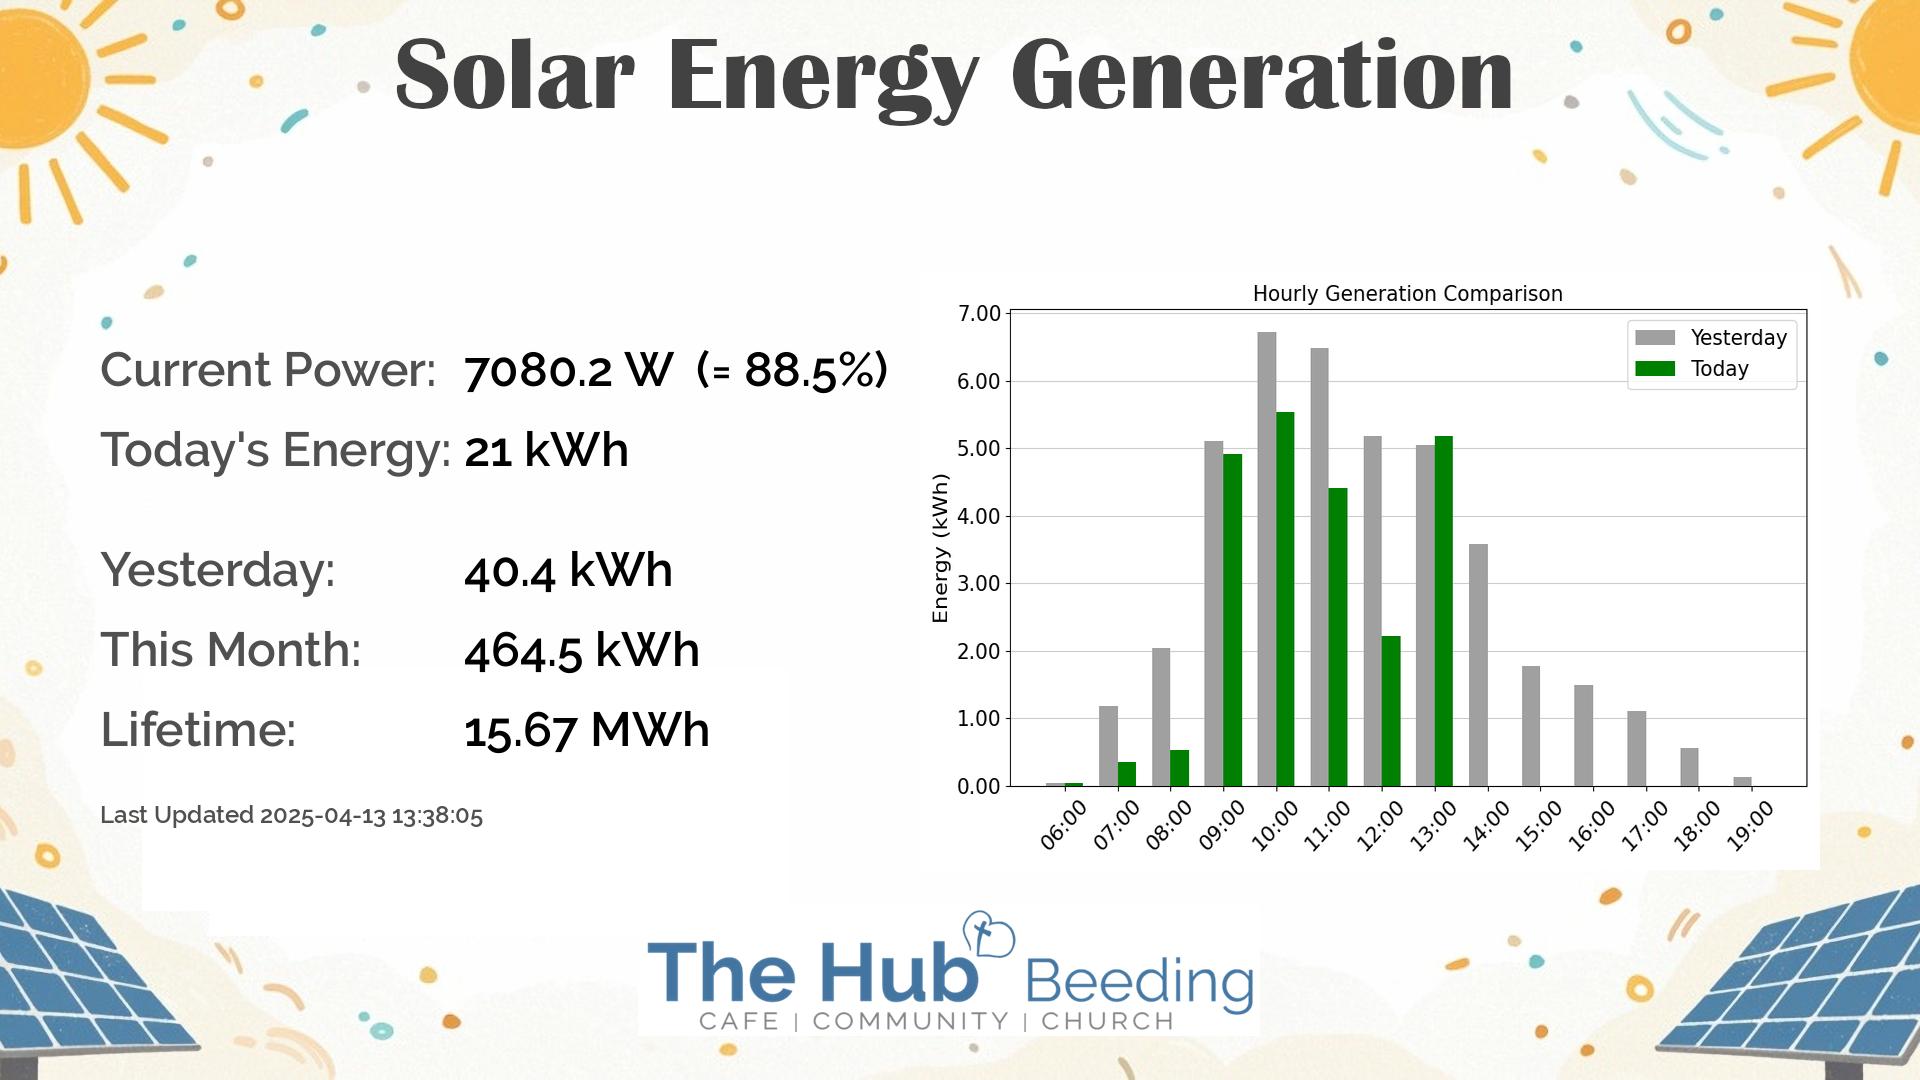 Solar Energy Generation
Current Power: 7080.2 W (= 88.5%)
Today's Energy: 21 kWh
Yesterday: 40.4 kWh
This Month: 464.5 kWh
Lifetime: 15.67 MWh
Last Updated 2025-04-13 13:38:05
Hourly Generation Comparison
Yesterday
Today
Energy (kWh)
7.00
6.00
5.00
4.00
3.00
2.00
1.00
0.00
06:00 07:00 08:00 09:00 10:00 11:00 12:00 13:00 14:00 15:00 16:00 17:00 18:00 19:00
The Hub Beeding
CAFE | COMMUNITY | CHURCH